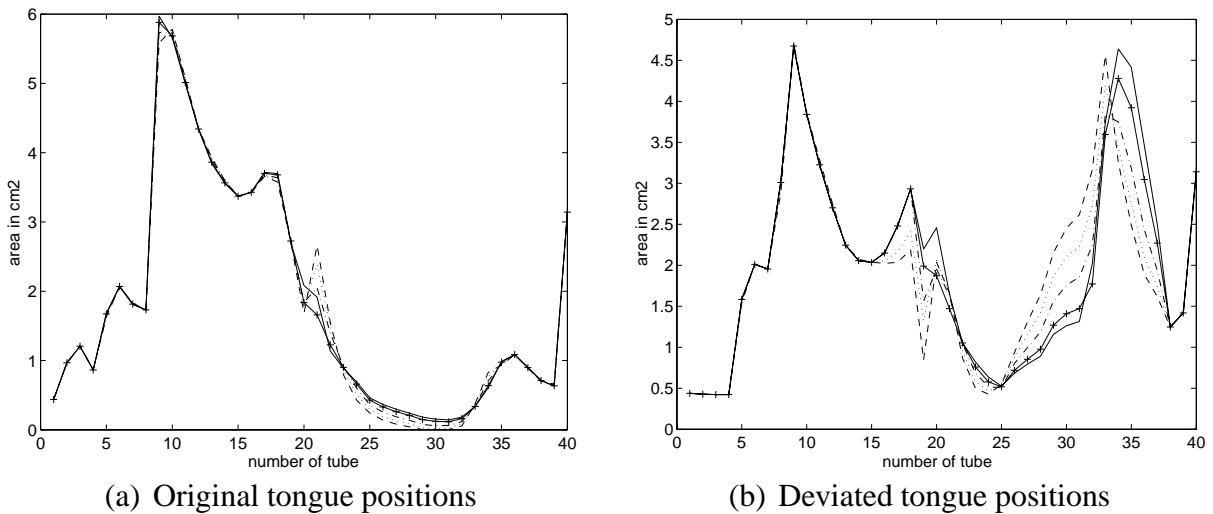 6
5
4
3
2
1
0
area in cm2
0 5 10 15 20 25 30 35 40
number of tube
(a) Original tongue positions
5
4.5
4
3.5
3
2.5
2
1.5
1
0.5
0
area in cm2
0 5 10 15 20 25 30 35 40
number of tube
(b) Deviated tongue positions